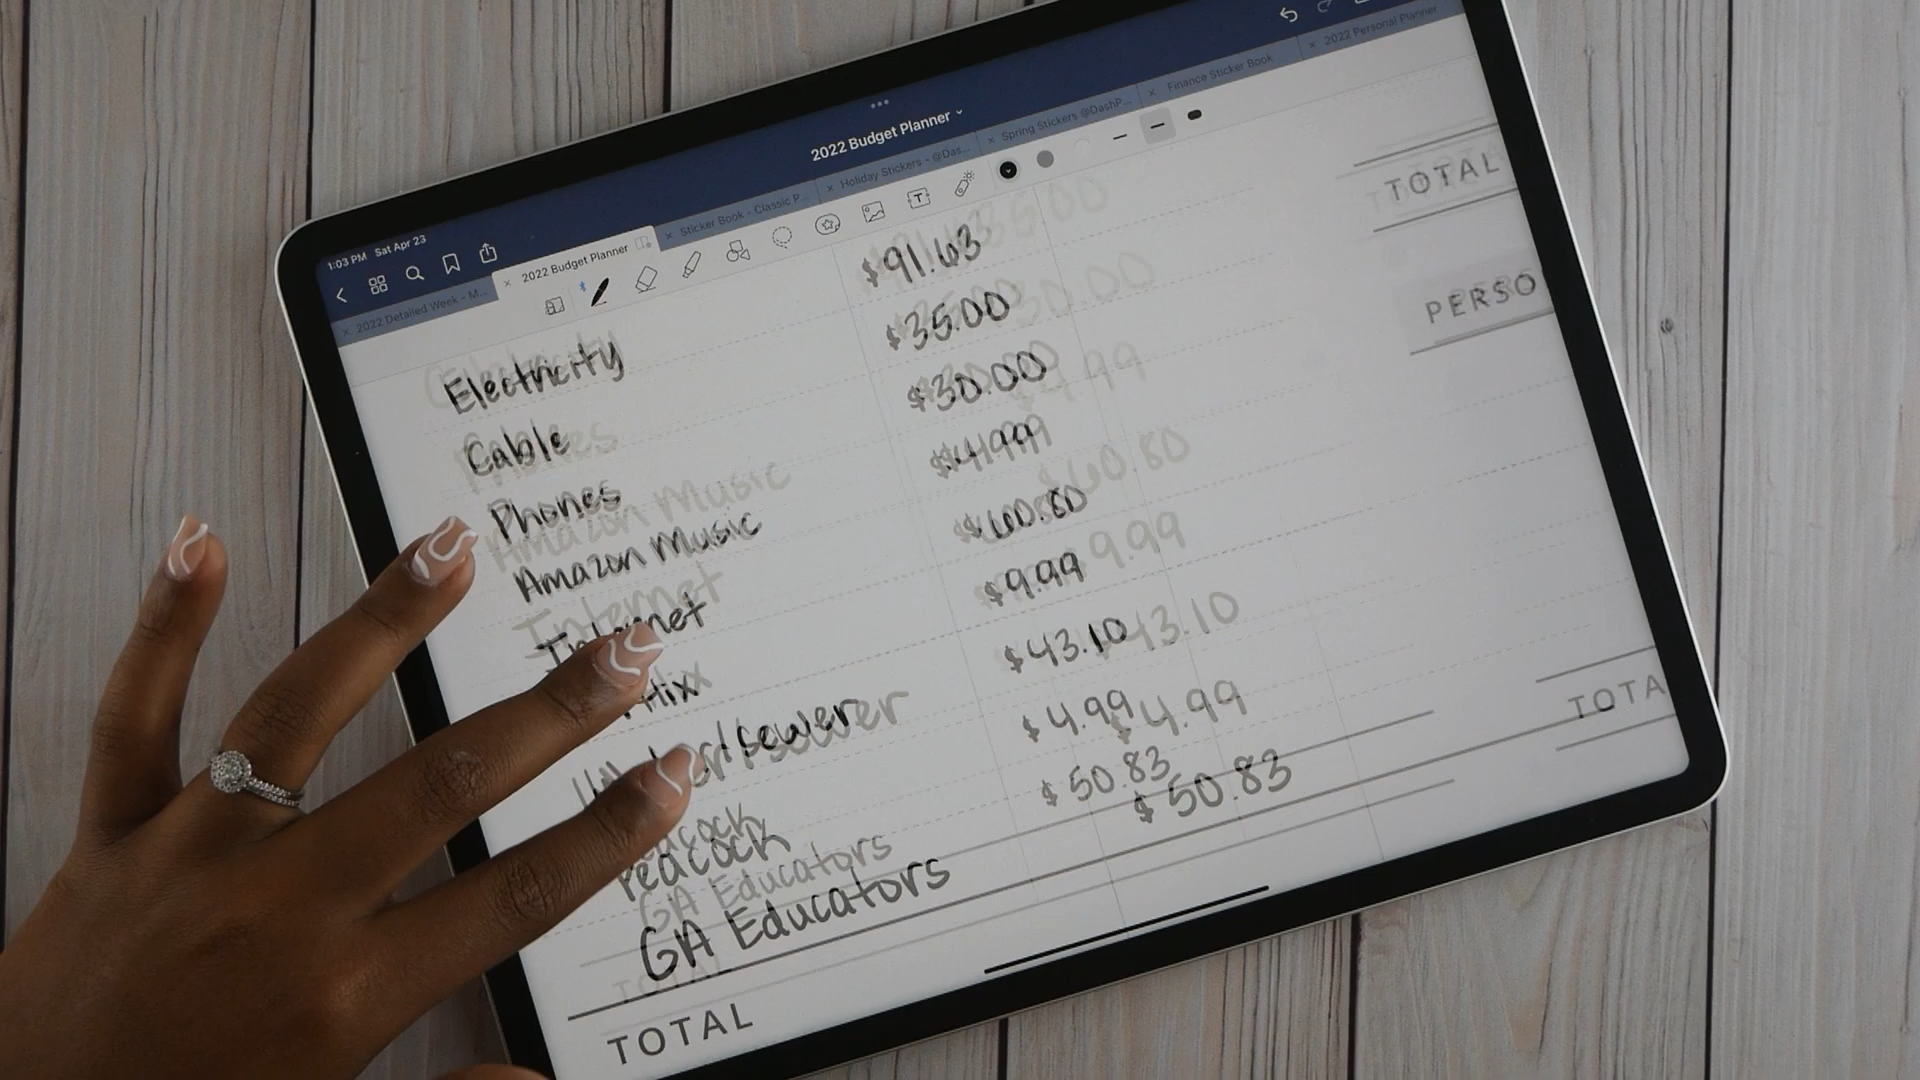 1:03 PM Sat Apr 23
2022 Budget Planner
2022 Detailed Week - M...
2022 Budget Planner
Sticker Book - Classic P...
Holiday Stickers - @Das...
Spring Stickers @DashP...
Finance Sticker Book
2022 Personal Planner
Electricity $91.63
Cable $35.00
Phones $30.00
Amazon Music
Internet $60.80
$9.99
$43.10
Peacock $4.99
GA Educators $50.83
TOTAL
TOTAL
PERSO
TOTA